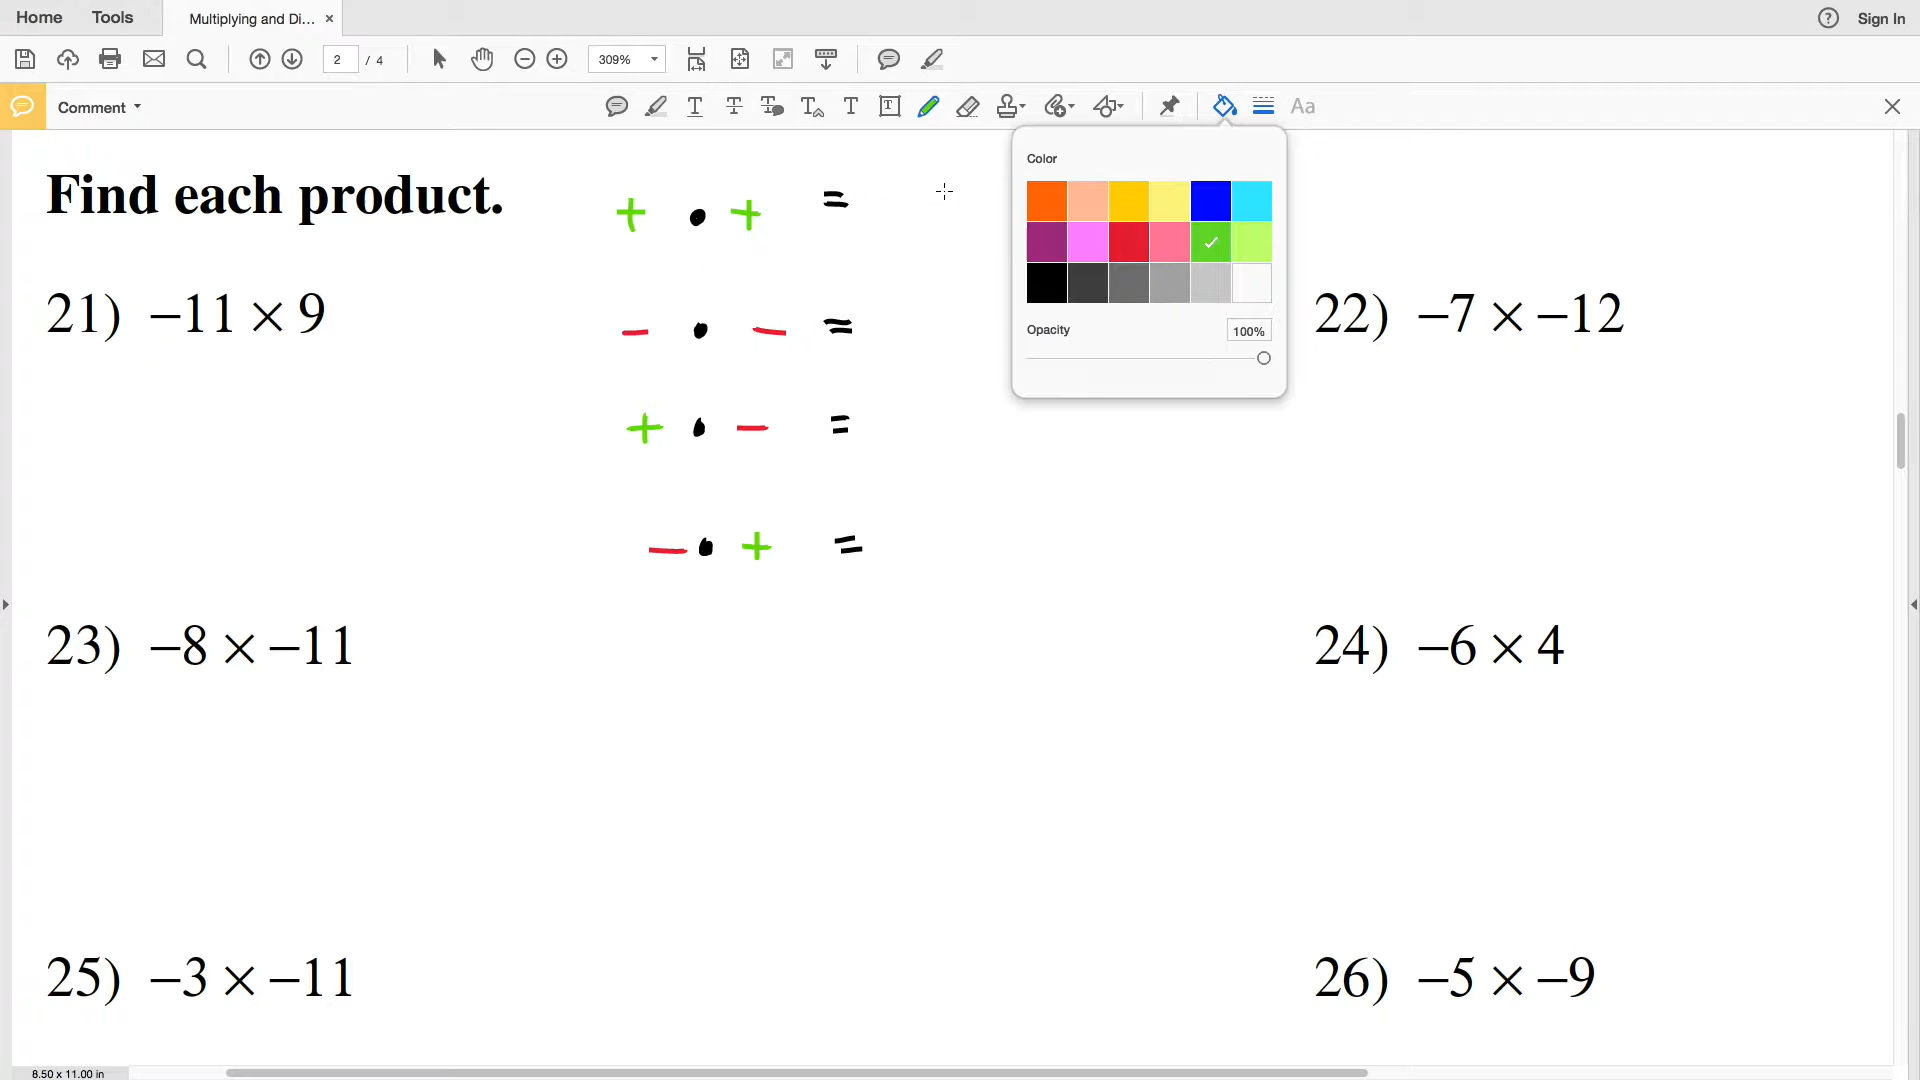 Home Tools Multiplying and Di... × ? Sign In
2 / 4 309%
Comment Aa
Color
Find each product.
+ • + =
21) −11 × 9
− • − =
22) −7 × −12
Opacity 100%
+ • − =
− • + =
23) −8 × −11
24) −6 × 4
25) −3 × −11
26) −5 × −9
8.50 x 11.00 in